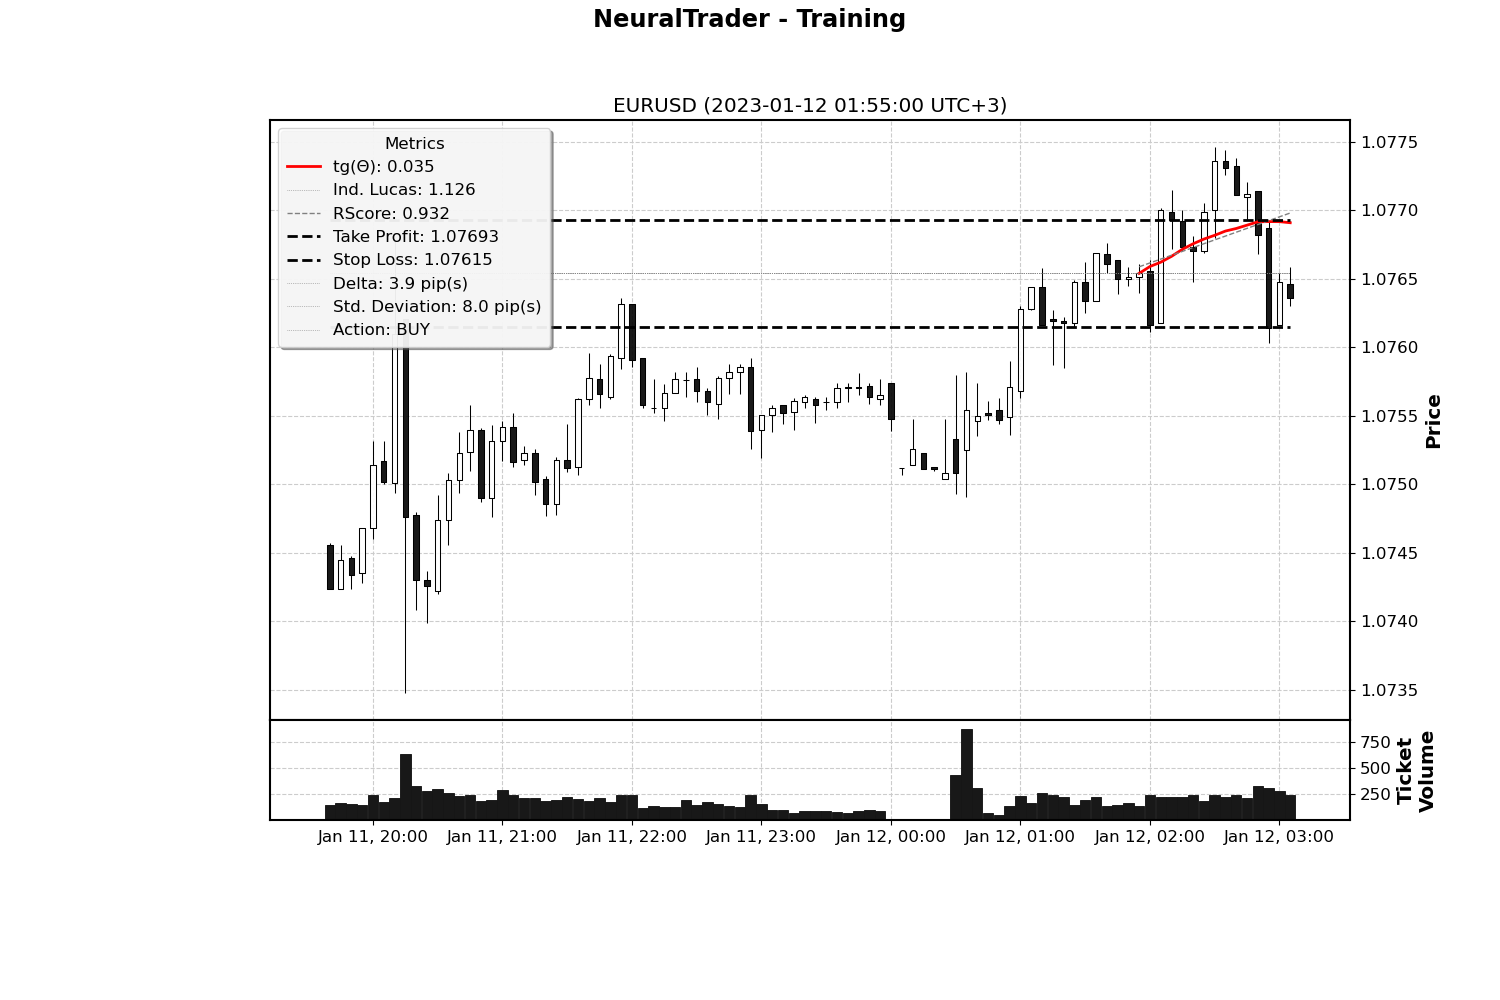 NeuralTrader - Training
EURUSD (2023-01-12 01:55:00 UTC+3)
Metrics
tg(Θ): 0.035
Ind. Lucas: 1.126
RScore: 0.932
Take Profit: 1.07693
Stop Loss: 1.07615
Delta: 3.9 pip(s)
Std. Deviation: 8.0 pip(s)
Action: BUY
1.0775
1.0770
1.0765
1.0760
1.0755
1.0750
1.0745
1.0740
1.0735
Price
750
500
250
Ticket
Volume
Jan 11, 20:00
Jan 11, 21:00
Jan 11, 22:00
Jan 11, 23:00
Jan 12, 00:00
Jan 12, 01:00
Jan 12, 02:00
Jan 12, 03:00